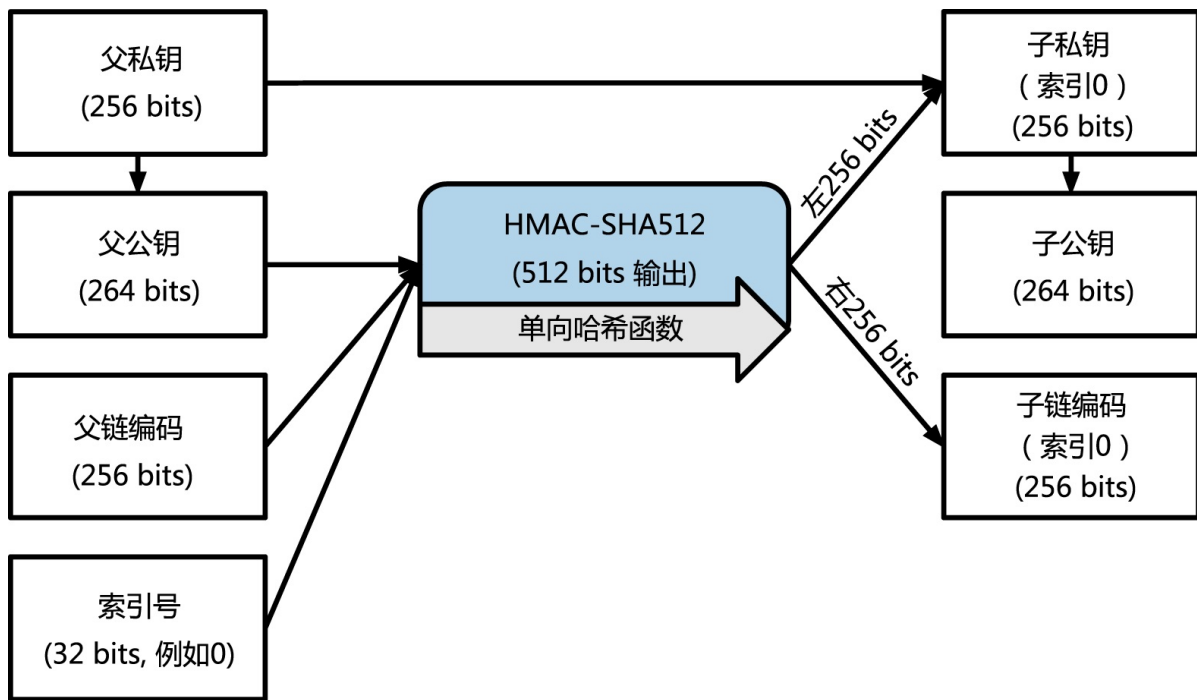 父私钥
(256 bits)
父公钥
(264 bits)
父链编码
(256 bits)
索引号
(32 bits, 例如0)
HMAC-SHA512
(512 bits 输出)
单向哈希函数
左256 bits
右256 bits
子私钥
（索引0）
(256 bits)
子公钥
(264 bits)
子链编码
（索引0）
(256 bits)